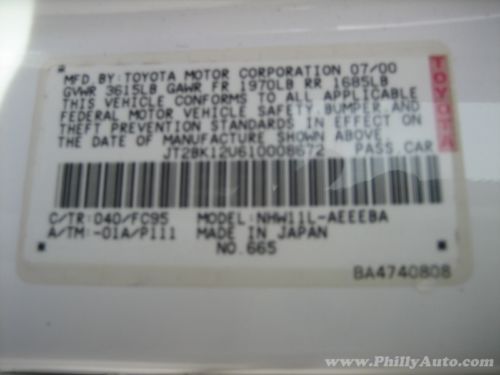 MFD. BY: TOYOTA MOTOR CORPORATION 07/00
GVWR 3615LB GAWR FR 1970LB RR 1685LB
THIS VEHICLE CONFORMS TO ALL APPLICABLE
FEDERAL MOTOR VEHICLE SAFETY, BUMPER, AND
THEFT PREVENTION STANDARDS IN EFFECT ON
THE DATE OF MANUFACTURE SHOWN ABOVE.
JT2BK12U610008672 PASS. CAR
TOYOTA
C/TR: 040/FC95 MODEL: NHW11L-AEEEBA
A/TM: -01A/P111 MADE IN JAPAN
NO. 665
BA4740808
www.PhillyAuto.com